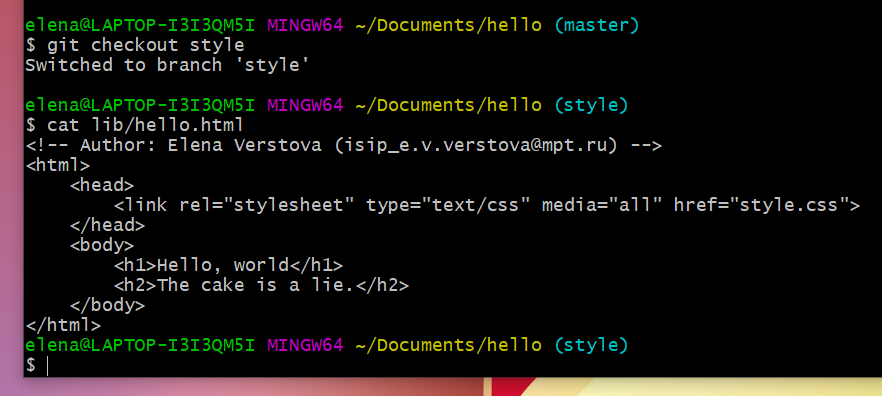 elena@LAPTOP-I3I3QM5I MINGW64 ~/Documents/hello (master)
$ git checkout style
Switched to branch 'style'

elena@LAPTOP-I3I3QM5I MINGW64 ~/Documents/hello (style)
$ cat lib/hello.html
<!-- Author: Elena Verstova (isip_e.v.verstova@mpt.ru) -->
<html>
    <head>
        <link rel="stylesheet" type="text/css" media="all" href="style.css">
    </head>
    <body>
        <h1>Hello, world</h1>
        <h2>The cake is a lie.</h2>
    </body>
</html>
elena@LAPTOP-I3I3QM5I MINGW64 ~/Documents/hello (style)
$